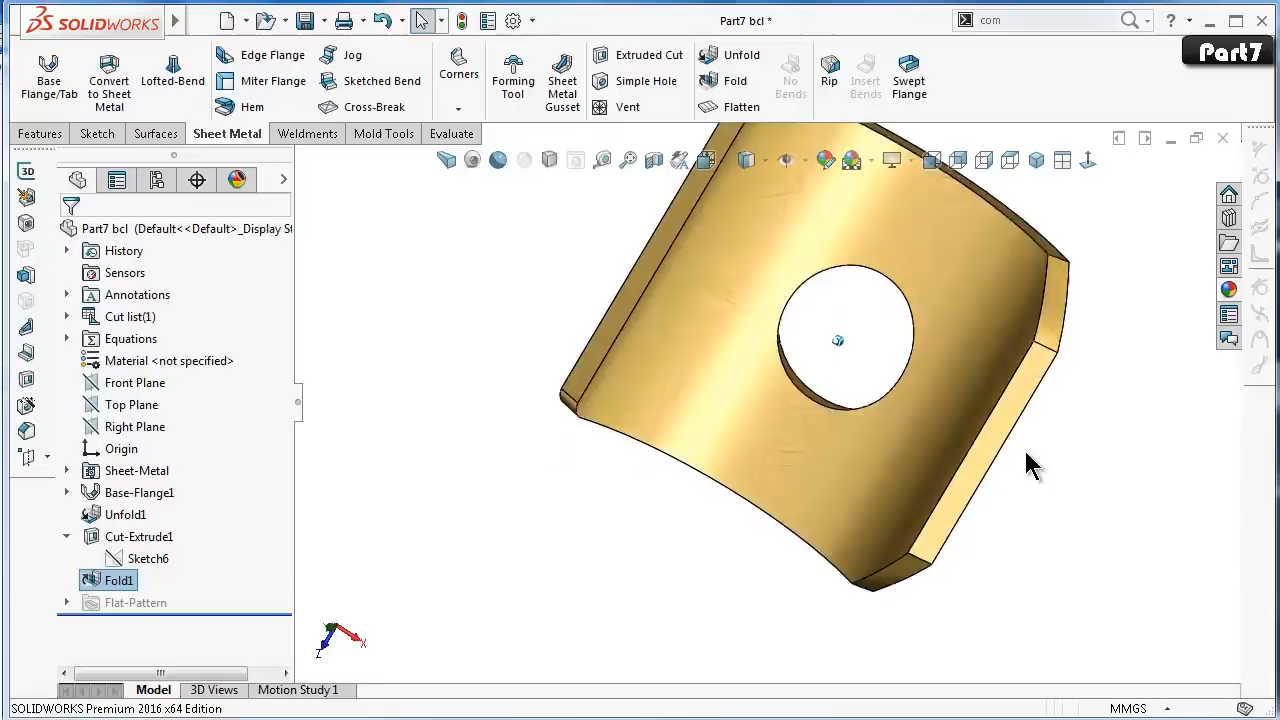 SOLIDWORKS
Part7 bcl *
com
?
Part7
Base Flange/Tab
Convert to Sheet Metal
Lofted-Bend
Edge Flange
Miter Flange
Hem
Jog
Sketched Bend
Cross-Break
Corners
Forming Tool
Sheet Metal Gusset
Extruded Cut
Simple Hole
Vent
Unfold
Fold
Flatten
No Bends
Rip
Insert Bends
Swept Flange
Features
Sketch
Surfaces
Sheet Metal
Weldments
Mold Tools
Evaluate
3D
Part7 bcl (Default<<Default>_Display St
History
Sensors
Annotations
Cut list(1)
Equations
Material <not specified>
Front Plane
Top Plane
Right Plane
Origin
Sheet-Metal
Base-Flange1
Unfold1
Cut-Extrude1
Sketch6
Fold1
Flat-Pattern
X
Z
Model
3D Views
Motion Study 1
SOLIDWORKS Premium 2016 x64 Edition
MMGS